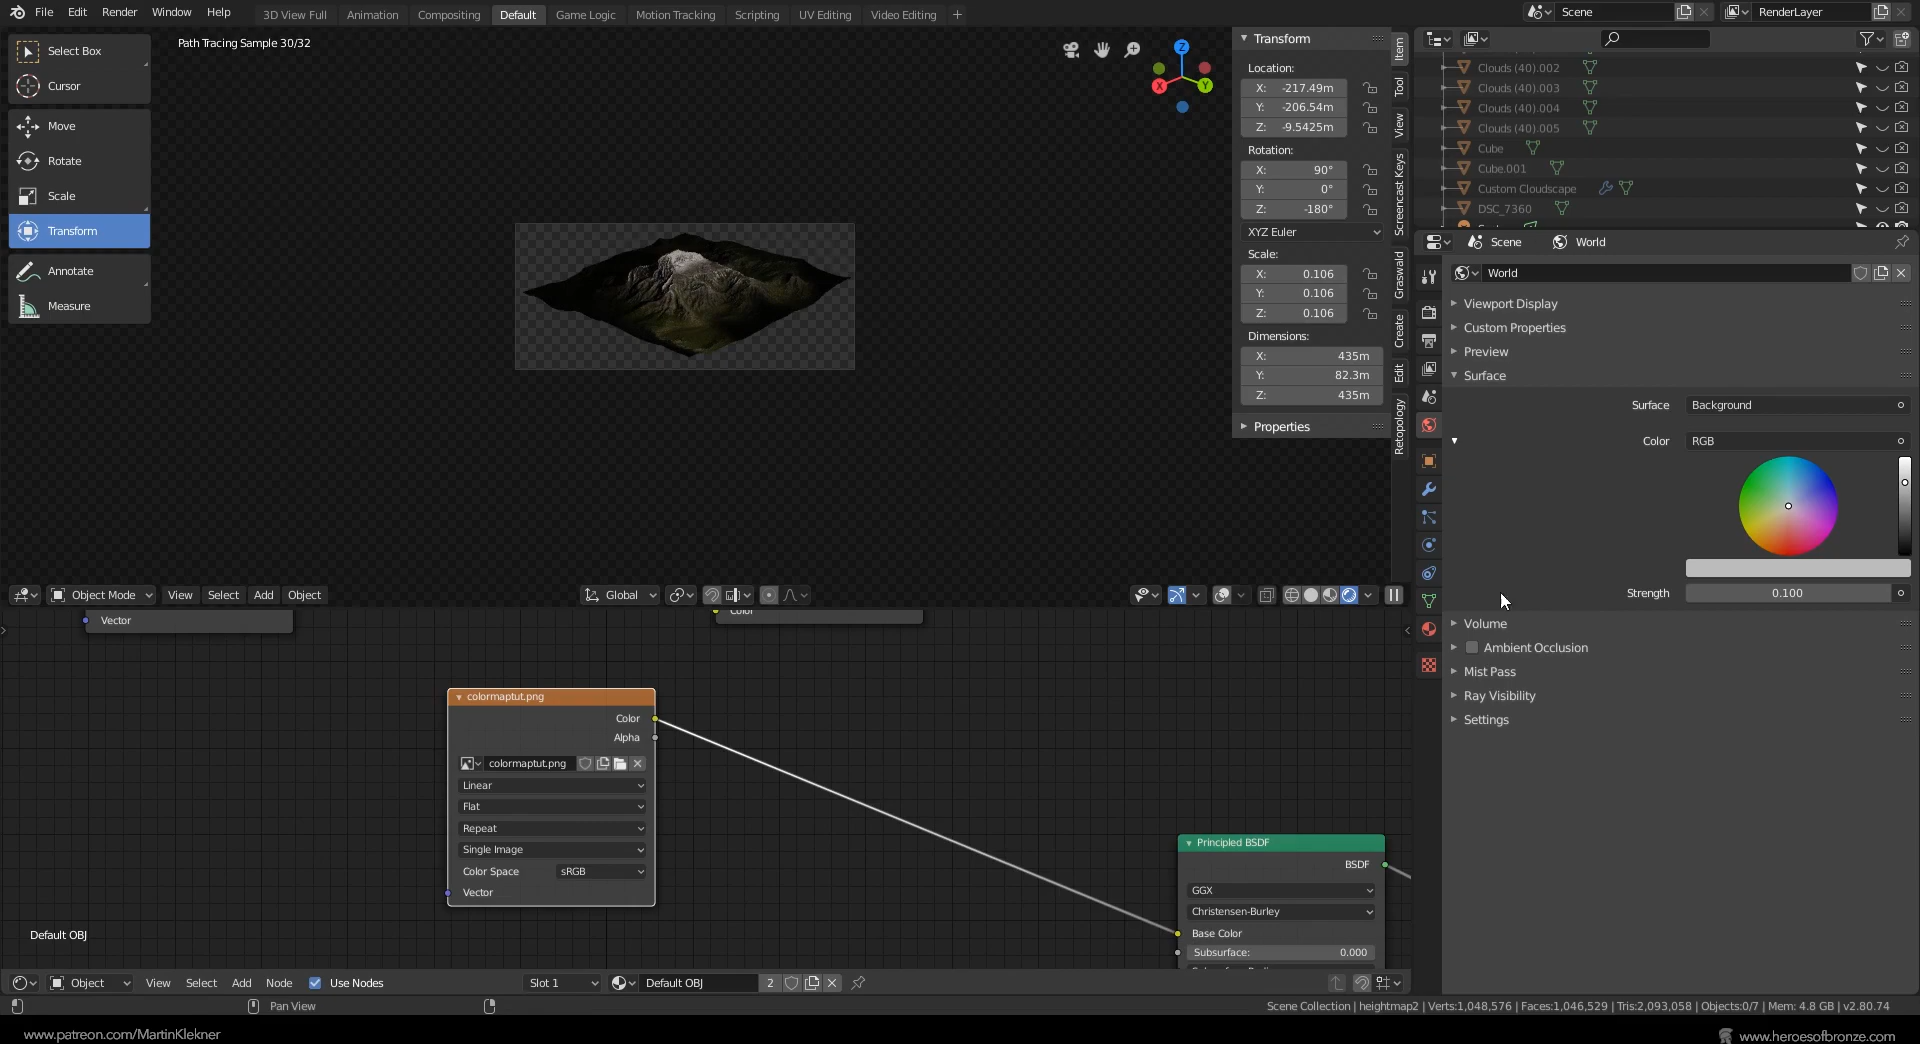 File Edit Render Window Help 3D View Full Animation Compositing Default Game Logic Motion Tracking Scripting UV Editing Video Editing + Scene RenderLayer
Select Box
Cursor
Move
Rotate
Scale
Transform
Annotate
Measure
Path Tracing Sample 30/32
Z
X
Y
Transform
Location:
X: -217.49m
Y: -206.54m
Z: -9.5425m
Rotation:
X: 90°
Y: 0°
Z: -180°
XYZ Euler
Scale:
X: 0.106
Y: 0.106
Z: 0.106
Dimensions:
X: 435m
Y: 82.3m
Z: 435m
Properties
Item
Tool
View
Screencast Keys
Graswald
Create
Edit
Retopology
Clouds (40).002
Clouds (40).003
Clouds (40).004
Clouds (40).005
Cube
Cube.001
Custom Cloudscape
DSC_7360
Scene World
World
Viewport Display
Custom Properties
Preview
Surface
Surface Background
Color RGB
Strength 0.100
Volume
Ambient Occlusion
Mist Pass
Ray Visibility
Settings
Object Mode View Select Add Object Global
Vector
Color
colormaptut.png
Color
Alpha
colormaptut.png
Linear
Flat
Repeat
Single Image
Color Space sRGB
Vector
Principled BSDF
BSDF
GGX
Christensen-Burley
Base Color
Subsurface: 0.000
Default OBJ
Object View Select Add Node Use Nodes Slot 1 Default OBJ 2
Pan View
Scene Collection | heightmap2 | Verts:1,048,576 | Faces:1,046,529 | Tris:2,093,058 | Objects:0/7 | Mem: 4.8 GB | v2.80.74
www.patreon.com/MartinKlekner
www.heroesofbronze.com